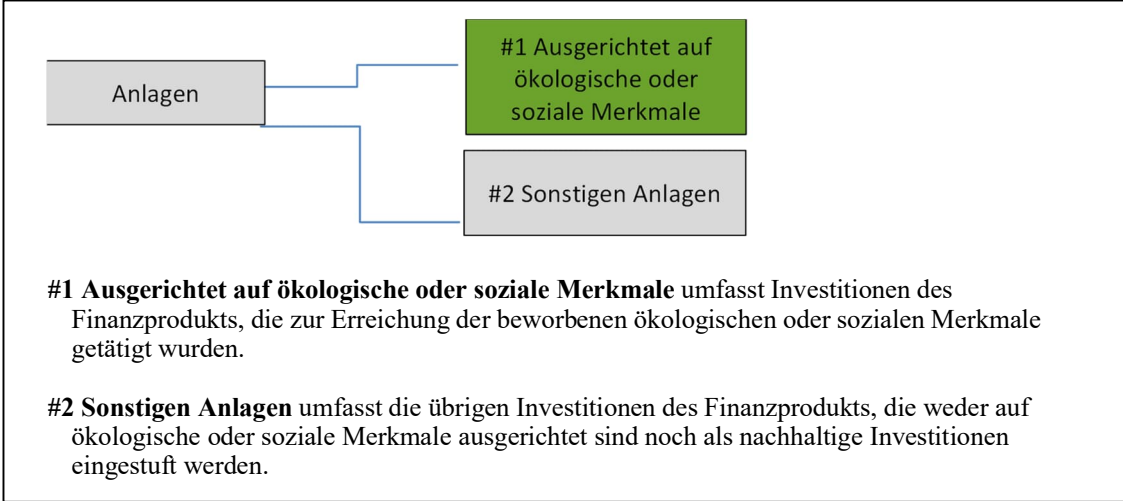 #1 Ausgerichtet auf
ökologische oder
soziale Merkmale
Anlagen
#2 Sonstigen Anlagen
#1 Ausgerichtet auf ökologische oder soziale Merkmale umfasst Investitionen des
Finanzprodukts, die zur Erreichung der beworbenen ökologischen oder sozialen Merkmale
getätigt wurden.
#2 Sonstigen Anlagen umfasst die übrigen Investitionen des Finanzprodukts, die weder auf
ökologische oder soziale Merkmale ausgerichtet sind noch als nachhaltige Investitionen
eingestuft werden.